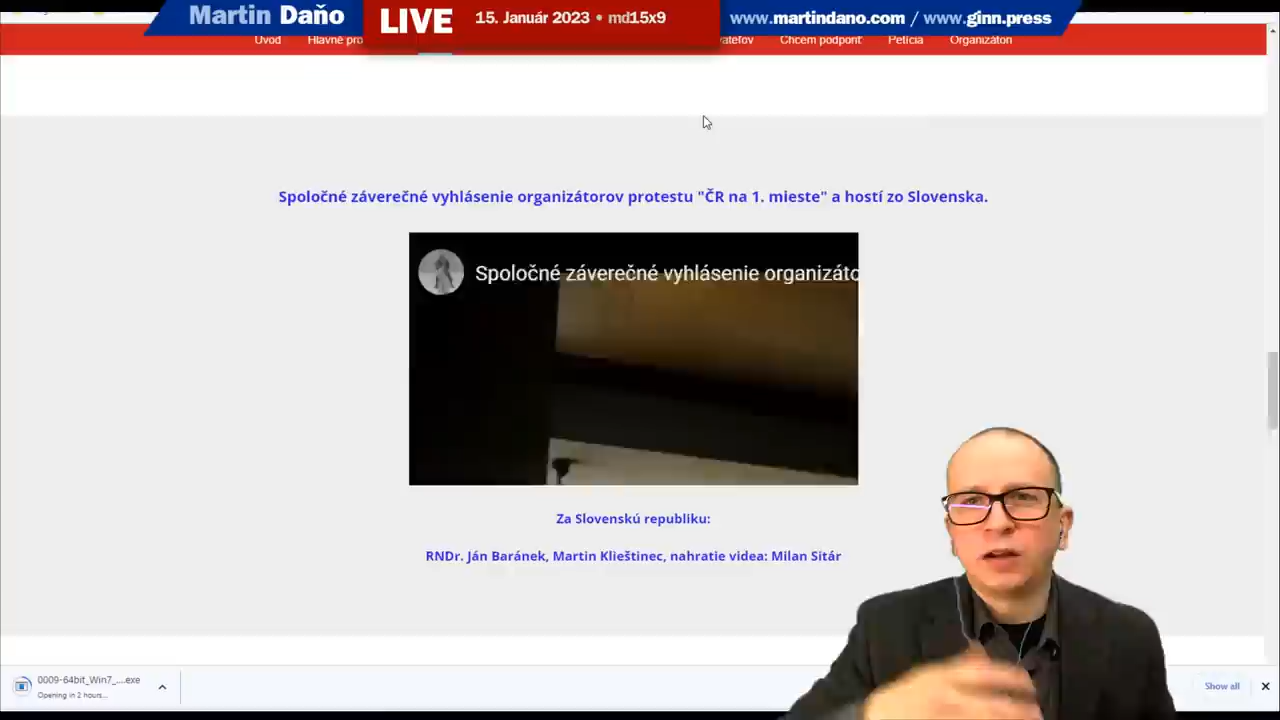 Martin Daňo
LIVE
15. Január 2023 • md15x9
www.martindano.com / www.ginn.press
Úvod
Hlavné pro
vateľov
Chcem podporiť
Petícia
Organizátori
Spoločné záverečné vyhlásenie organizátorov protestu "ČR na 1. mieste" a hostí zo Slovenska.
Spoločné záverečné vyhlásenie organizáto
Za Slovenskú republiku:
RNDr. Ján Baránek, Martin Klieštinec, nahratie videa: Milan Sitár
0009-64bit_Win7_....exe
Opening in 2 hours...
Show all